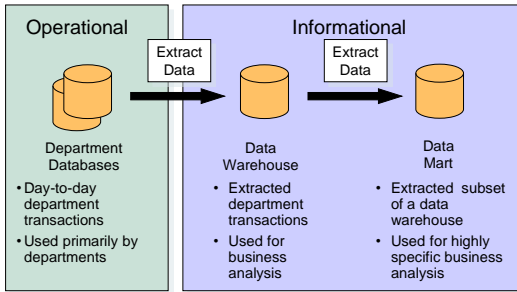 Operational
Informational
Extract
Data
Extract
Data
Department
Databases
• Day-to-day
department
transactions
• Used primarily by
departments
Data
Warehouse
• Extracted
department
transactions
• Used for
business
analysis
Data
Mart
• Extracted subset
of a data
warehouse
• Used for highly
specific business
analysis